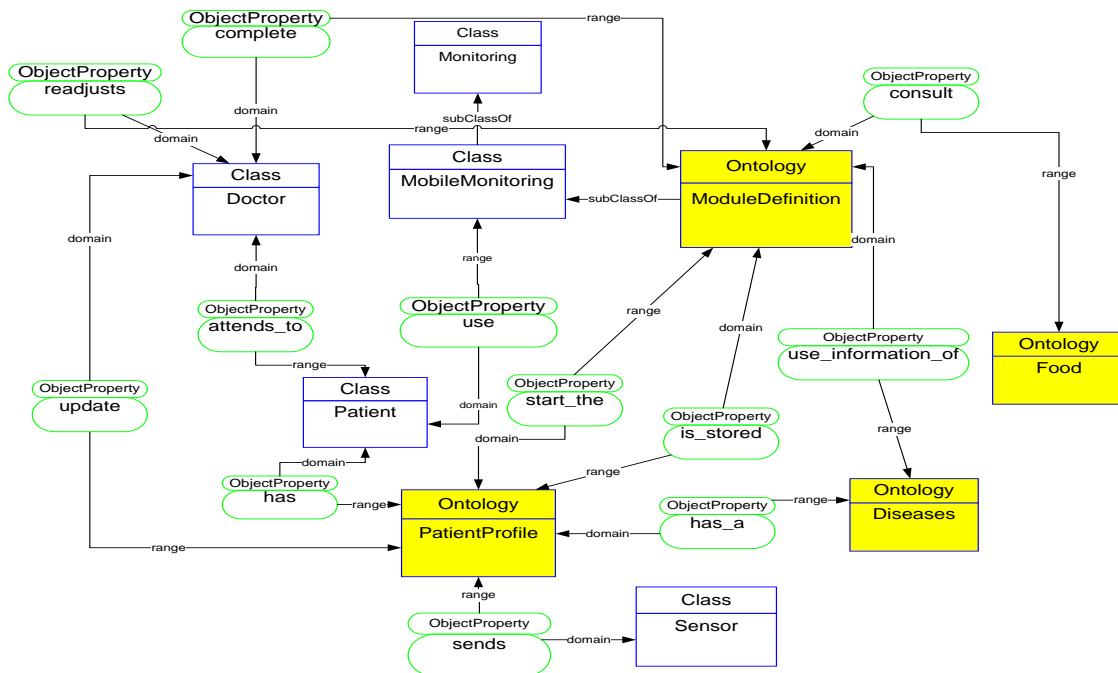 ObjectProperty
complete
range
Class
Monitoring
ObjectProperty
readjusts
ObjectProperty
consult
domain
subClassOf
domain
range
domain
Class
Doctor
Class
MobileMonitoring
Ontology
ModuleDefinition
range
subClassOf
domain
domain
domain
range
ObjectProperty
attends_to
ObjectProperty
use
range
domain
ObjectProperty
use_information_of
Ontology
Food
range
ObjectProperty
update
Class
Patient
ObjectProperty
start_the
domain
ObjectProperty
is_stored
domain
range
domain
range
ObjectProperty
has
range
Ontology
PatientProfile
ObjectProperty
has_a
range
Ontology
Diseases
domain
range
range
Class
Sensor
ObjectProperty
sends
domain